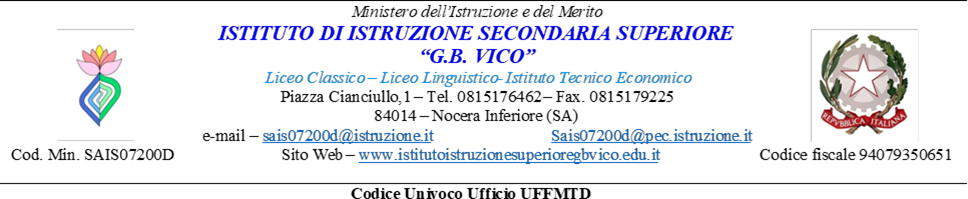 Ministero dell'Istruzione e del Merito
ISTITUTO DI ISTRUZIONE SECONDARIA SUPERIORE
“G.B. VICO”
Liceo Classico – Liceo Linguistico- Istituto Tecnico Economico
Piazza Cianciullo,1 – Tel. 0815176462– Fax. 0815179225
84014 – Nocera Inferiore (SA)
e-mail – sais07200d@istruzione.it Sais07200d@pec.istruzione.it
REPVBBLICA ITALIANA
Cod. Min. SAIS07200D Sito Web – www.istitutoistruzionesuperioregbvico.edu.it Codice fiscale 94079350651
Codice Univoco Ufficio UFFMTD